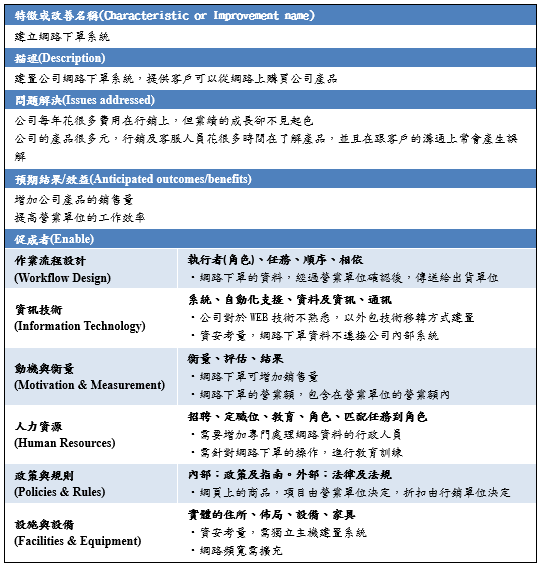 特徵或改善名稱(Characteristic or Improvement name)
建立網路下單系統
描述(Description)
建置公司網路下單系統，提供客戶可以從網路上購買公司產品
問題解決(Issues addressed)
公司每年花很多費用在行銷上，但業績的成長卻不見起色
公司的產品很多元，行銷及客服人員花很多時間在了解產品，並且在跟客戶的溝通上常會產生誤
解
預期結果/效益(Anticipated outcomes/benefits)
增加公司產品的銷售量
提高營業單位的工作效率
促成者(Enable)
作業流程設計
(Workflow Design)
執行者(角色)、任務、順序、相依
·網路下單的資料，經過營業單位確認後，傳送給出貨單位
資訊技術
(Information Technology)
系統、自動化支援、資料及資訊、通訊
·公司對於 WEB 技術不熟悉，以外包技術移轉方式建置
·資安考量，網路下單資料不連接公司內部系統
動機與衡量
(Motivation & Measurement)
衡量、評估、結果
·網路下單可增加銷售量
·網路下單的營業額，包含在營業單位的營業額內
人力資源
(Human Resources)
招聘、定職位、教育、角色、匹配任務到角色
·需要增加專門處理網路資料的行政人員
·需針對網路下單的操作，進行教育訓練
政策與規則
(Policies & Rules)
內部：政策及指南。外部：法律及法規
·網頁上的商品，項目由營業單位決定，折扣由行銷單位決定
設施與設備
(Facilities & Equipment)
實體的住所、佈局、設備、家具
·資安考量，需獨立主機建置系統
·網路頻寬需擴充